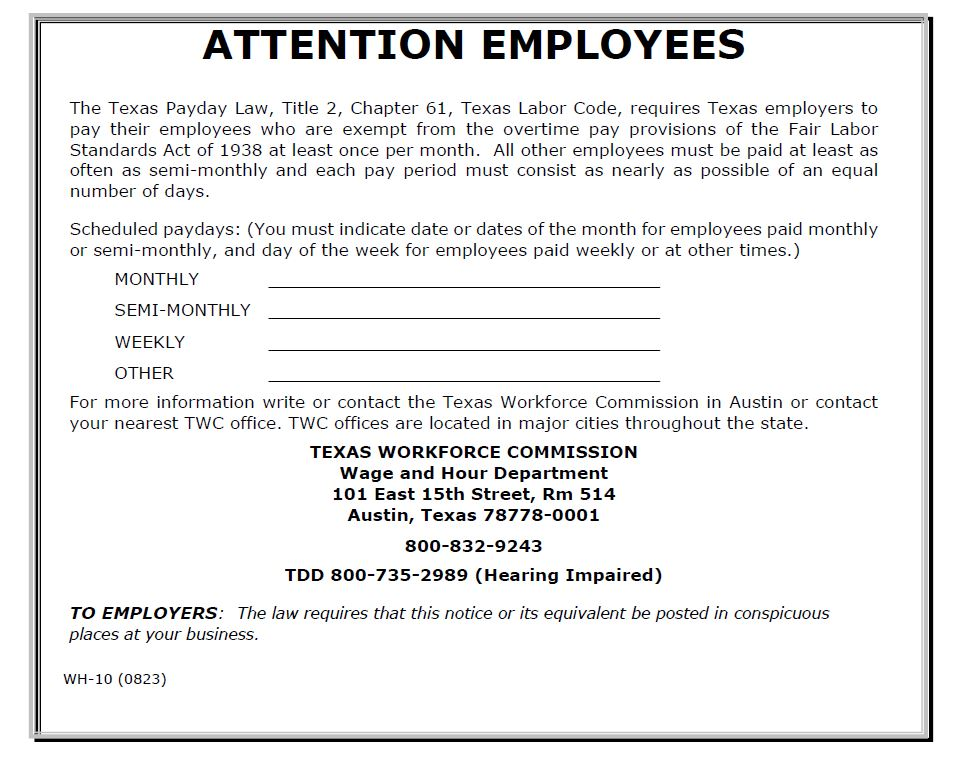 ATTENTION EMPLOYEES
The Texas Payday Law, Title 2, Chapter 61, Texas Labor Code, requires Texas employers to
pay their employees who are exempt from the overtime pay provisions of the Fair Labor
Standards Act of 1938 at least once per month.  All other employees must be paid at least as
often as semi-monthly and each pay period must consist as nearly as possible of an equal
number of days.
Scheduled paydays: (You must indicate date or dates of the month for employees paid monthly
or semi-monthly, and day of the week for employees paid weekly or at other times.)
MONTHLY
SEMI-MONTHLY
WEEKLY
OTHER
For more information write or contact the Texas Workforce Commission in Austin or contact
your nearest TWC office. TWC offices are located in major cities throughout the state.
TEXAS WORKFORCE COMMISSION
Wage and Hour Department
101 East 15th Street, Rm 514
Austin, Texas 78778-0001
800-832-9243
TDD 800-735-2989 (Hearing Impaired)
TO EMPLOYERS:  The law requires that this notice or its equivalent be posted in conspicuous
places at your business.
WH-10 (0823)